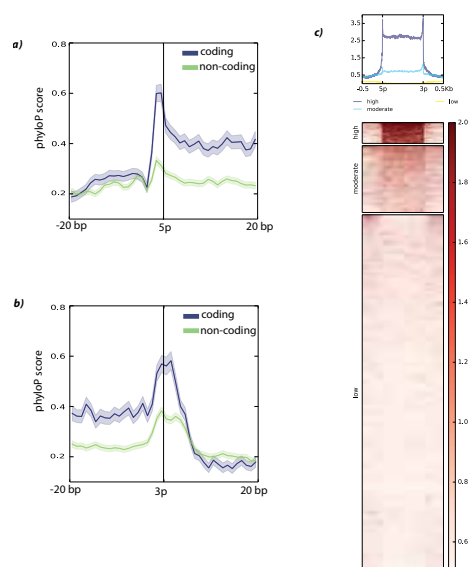 a)
0.8
0.6
0.4
0.2
phyloP score
coding
non-coding
-20 bp
5p
20 bp
b)
0.8
0.6
0.4
0.2
phyloP score
coding
non-coding
-20 bp
3p
20 bp
c)
3.5
2.5
1.5
0.5
-0.5
5p
3p
0.5Kb
high
low
moderate
high
moderate
low
2.0
1.8
1.6
1.4
1.2
1.0
0.8
0.6